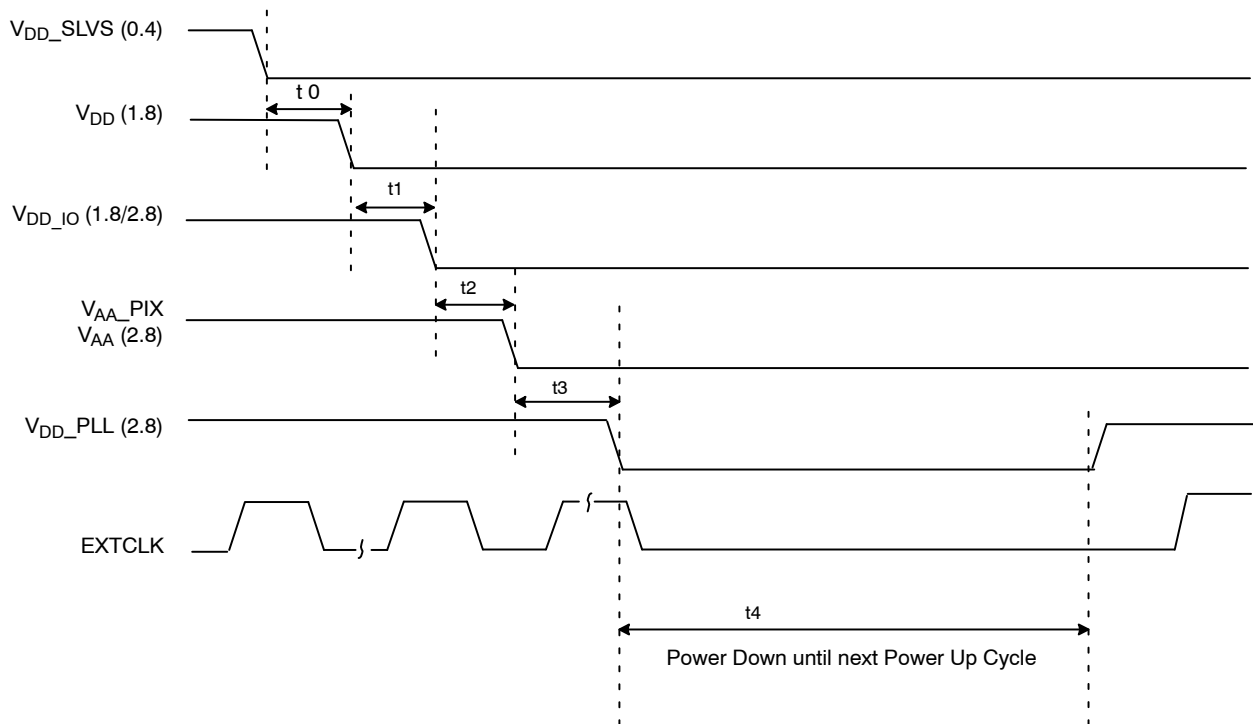 VDD_SLVS (0.4)
t 0
VDD (1.8)
t1
VDD_IO (1.8/2.8)
t2
VAA_PIX
VAA (2.8)
t3
VDD_PLL (2.8)
EXTCLK
t4
Power Down until next Power Up Cycle